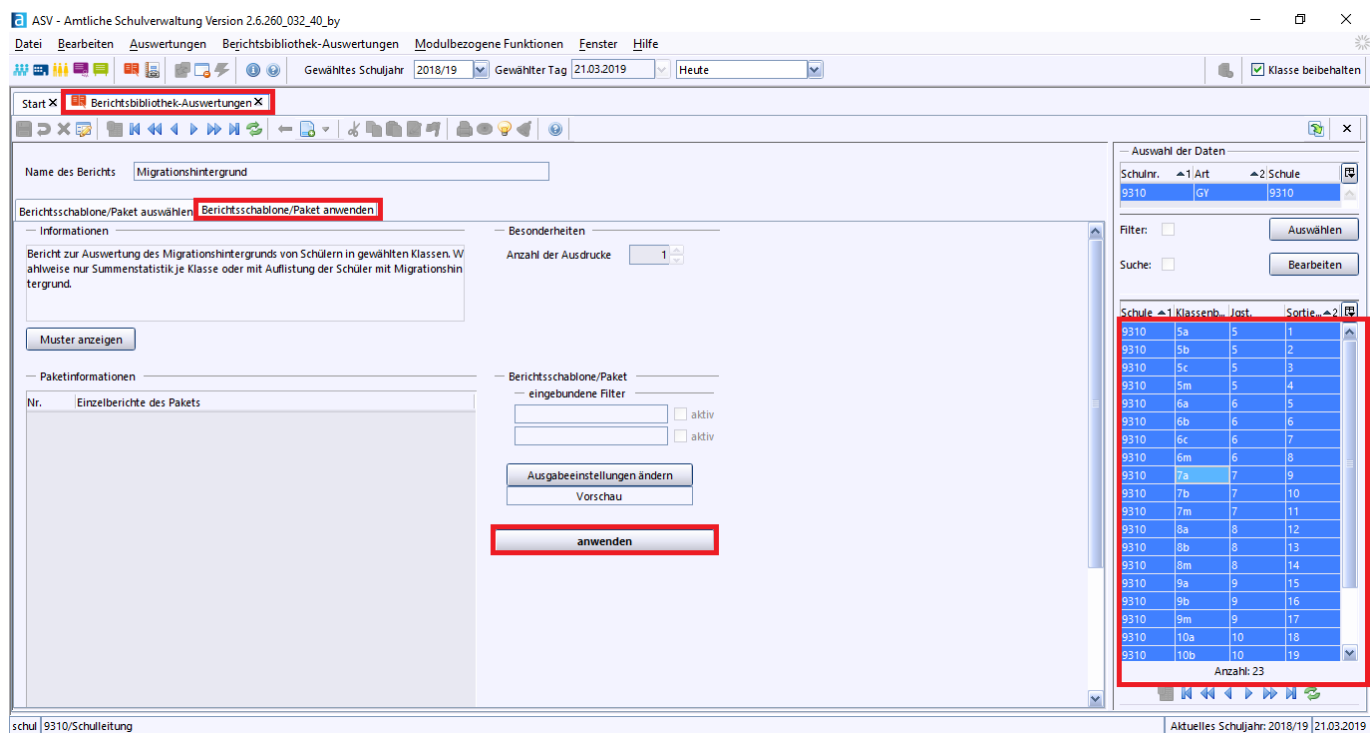 ASV - Amtliche Schulverwaltung Version 2.6.260_032_40_by
Datei Bearbeiten Auswertungen Berichtsbibliothek-Auswertungen Modulbezogene Funktionen Fenster Hilfe
Gewähltes Schuljahr 2018/19 Gewählter Tag 21.03.2019 Heute Klasse beibehalten
Start Berichtsbibliothek-Auswertungen
Name des Berichts Migrationshintergrund
Berichtsschablone/Paket auswählen Berichtsschablone/Paket anwenden
Informationen
Bericht zur Auswertung des Migrationshintergrunds von Schülern in gewählten Klassen. W
ahlweise nur Summenstatistik je Klasse oder mit Auflistung der Schüler mit Migrationshin
tergrund.
Muster anzeigen
Besonderheiten
Anzahl der Ausdrucke 1
Paketinformationen
Nr. Einzelberichte des Pakets
Berichtsschablone/Paket
eingebundene Filter
aktiv
aktiv
Ausgabeeinstellungen ändern
Vorschau
anwenden
Auswahl der Daten
Schulnr. 1 Art 2 Schule
9310 GY 9310
Filter: Auswählen
Suche: Bearbeiten
Schule 1 Klassenb... Jgst. Sortie... 2
9310 5a 5 1
9310 5b 5 2
9310 5c 5 3
9310 5m 5 4
9310 6a 6 5
9310 6b 6 6
9310 6c 6 7
9310 6m 6 8
9310 7a 7 9
9310 7b 7 10
9310 7m 7 11
9310 8a 8 12
9310 8b 8 13
9310 8m 8 14
9310 9a 9 15
9310 9b 9 16
9310 9m 9 17
9310 10a 10 18
9310 10b 10 19
Anzahl: 23
schul 9310/Schulleitung
Aktuelles Schuljahr: 2018/19 21.03.2019